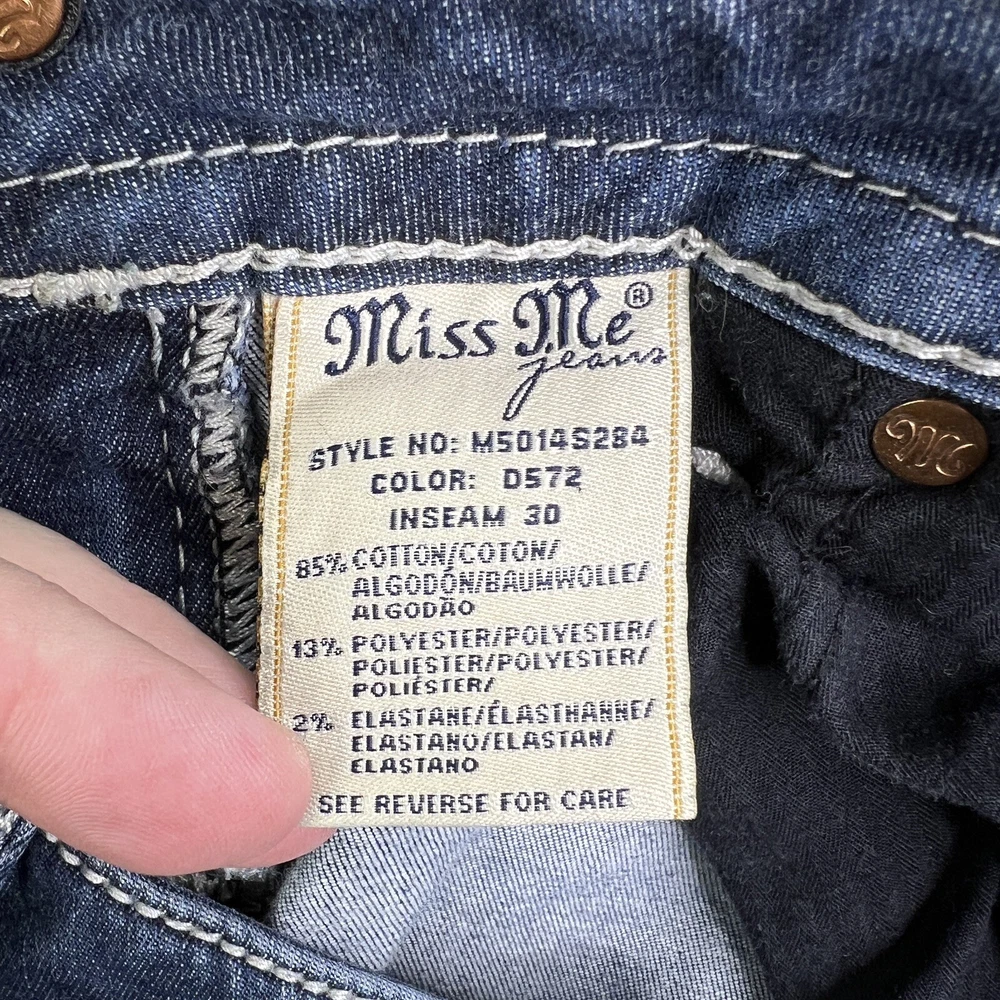 Miss Me®
jeans
STYLE NO: M5014S284
COLOR: D572
INSEAM 30
85% COTTON/COTON/
ALGODÓN/BAUMWOLLE/
ALGODÃO
13% POLYESTER/POLYESTER/
POLIÉSTER/POLYESTER/
POLIÉSTER/
2% ELASTANE/ÉLASTHANNE/
ELASTANO/ELASTAN/
ELASTANO
SEE REVERSE FOR CARE
M